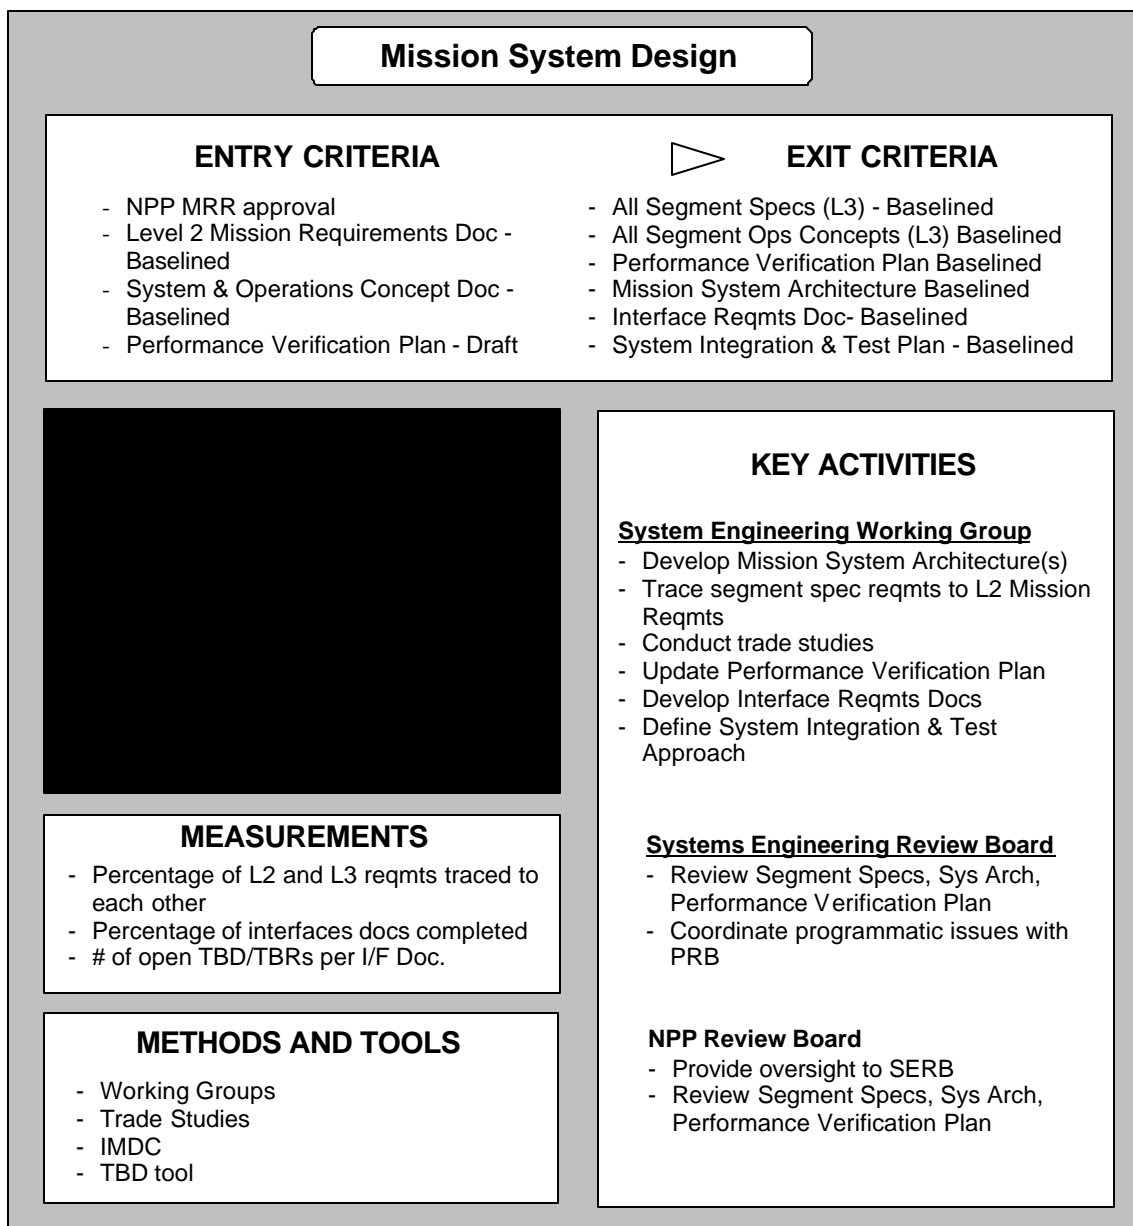 Mission System Design
ENTRY CRITERIA
- NPP MRR approval
- Level 2 Mission Requirements Doc -
Baselined
- System & Operations Concept Doc -
Baselined
- Performance Verification Plan - Draft
EXIT CRITERIA
- All Segment Specs (L3) - Baselined
- All Segment Ops Concepts (L3) Baselined
- Performance Verification Plan Baselined
- Mission System Architecture Baselined
- Interface Reqmts Doc- Baselined
- System Integration & Test Plan - Baselined
MEASUREMENTS
- Percentage of L2 and L3 reqmts traced to
each other
- Percentage of interfaces docs completed
- # of open TBD/TBRs per I/F Doc.
METHODS AND TOOLS
- Working Groups
- Trade Studies
- IMDC
- TBD tool
KEY ACTIVITIES
System Engineering Working Group
- Develop Mission System Architecture(s)
- Trace segment spec reqmts to L2 Mission
Reqmts
- Conduct trade studies
- Update Performance Verification Plan
- Develop Interface Reqmts Docs
- Define System Integration & Test
Approach
Systems Engineering Review Board
- Review Segment Specs, Sys Arch,
Performance Verification Plan
- Coordinate programmatic issues with
PRB
NPP Review Board
- Provide oversight to SERB
- Review Segment Specs, Sys Arch,
Performance Verification Plan